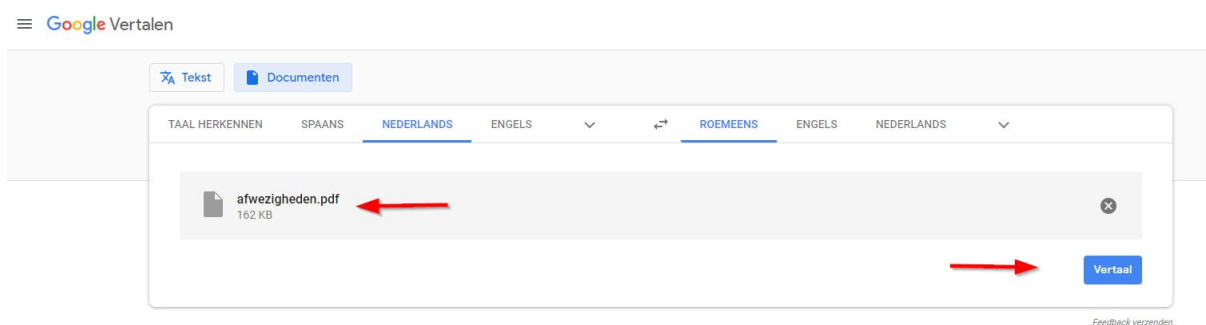 Google Vertalen
Tekst Documenten
TAAL HERKENNEN SPAANS NEDERLANDS ENGELS ROEMEENS ENGELS NEDERLANDS
afwezigheden.pdf
162 KB
Vertaal
Feedback verzenden